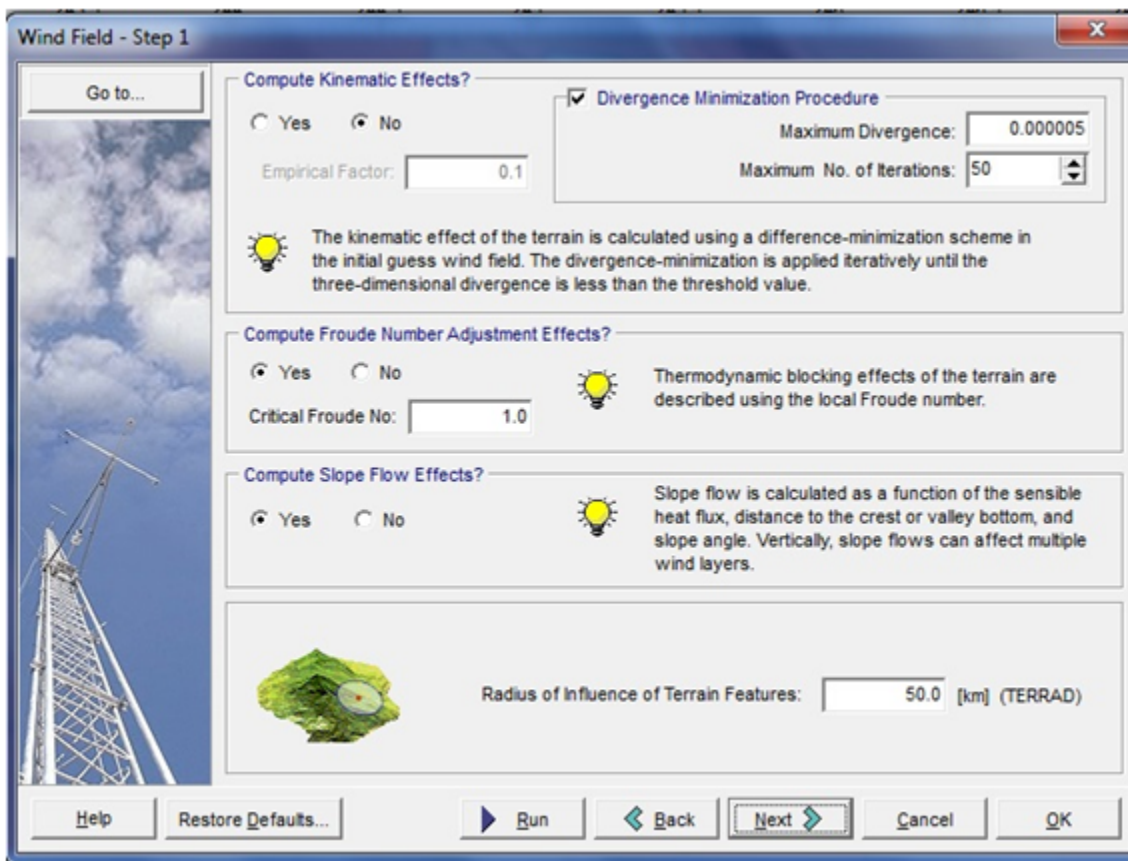 Wind Field - Step 1
Go to...
Compute Kinematic Effects?
Yes
No
Empirical Factor:
0.1
Divergence Minimization Procedure
Maximum Divergence:
0.000005
Maximum No. of Iterations:
50
The kinematic effect of the terrain is calculated using a difference-minimization scheme in
the initial guess wind field. The divergence-minimization is applied iteratively until the
three-dimensional divergence is less than the threshold value.
Compute Froude Number Adjustment Effects?
Yes
No
Critical Froude No:
1.0
Thermodynamic blocking effects of the terrain are
described using the local Froude number.
Compute Slope Flow Effects?
Yes
No
Slope flow is calculated as a function of the sensible
heat flux, distance to the crest or valley bottom, and
slope angle. Vertically, slope flows can affect multiple
wind layers.
Radius of Influence of Terrain Features:
50.0
[km] (TERRAD)
Help
Restore Defaults...
Run
Back
Next
Cancel
OK